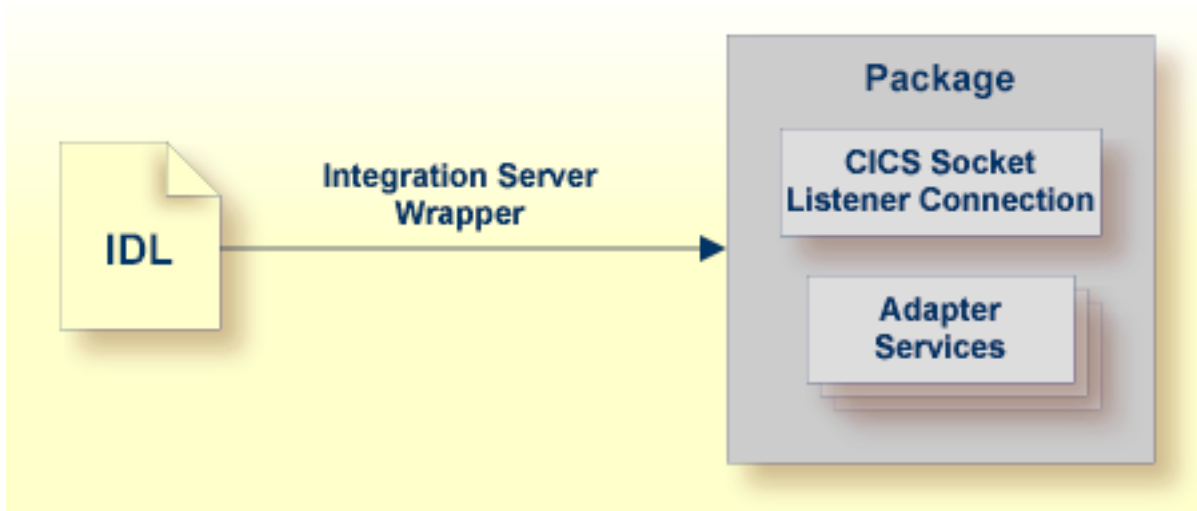 IDL
Integration Server
Wrapper
Package
CICS Socket
Listener Connection
Adapter
Services